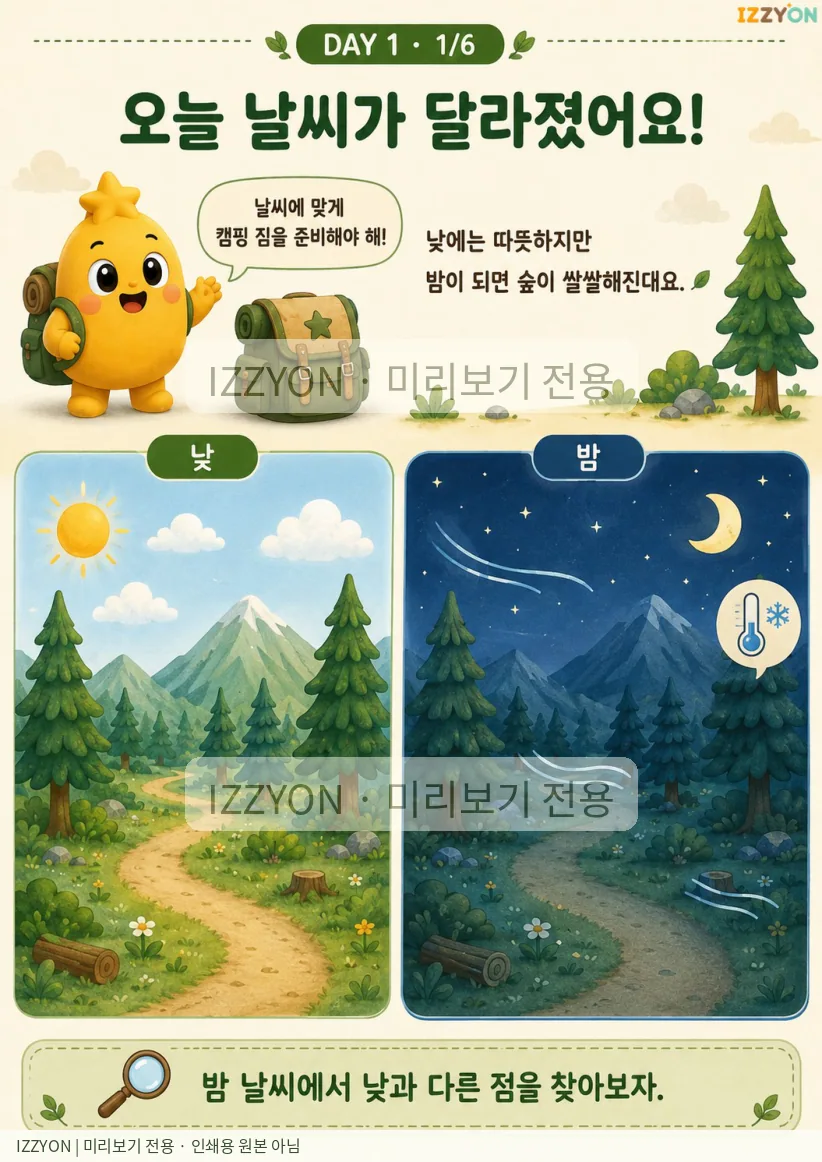 IZZYON
DAY 1 · 1/6
오늘 날씨가 달라졌어요!
날씨에 맞게
캠핑 짐을 준비해야 해!
낮에는 따뜻하지만
밤이 되면 숲이 쌀쌀해진대요.
IZZYON · 미리보기 전용
낮
밤
IZZYON · 미리보기 전용
밤 날씨에서 낮과 다른 점을 찾아보자.
IZZYON | 미리보기 전용 · 인쇄용 원본 아님